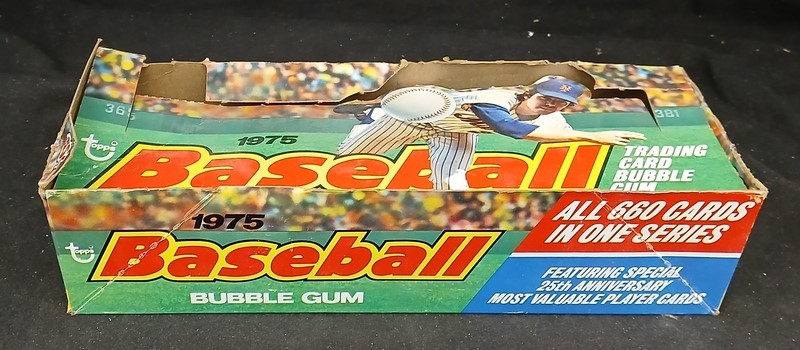 365
381
Topps
1975
Baseball
TRADING
CARD
BUBBLE
GUM
1975
Topps
Baseball
BUBBLE GUM
ALL 660 CARDS
IN ONE SERIES
FEATURING SPECIAL
25th ANNIVERSARY
MOST VALUABLE PLAYER CARDS